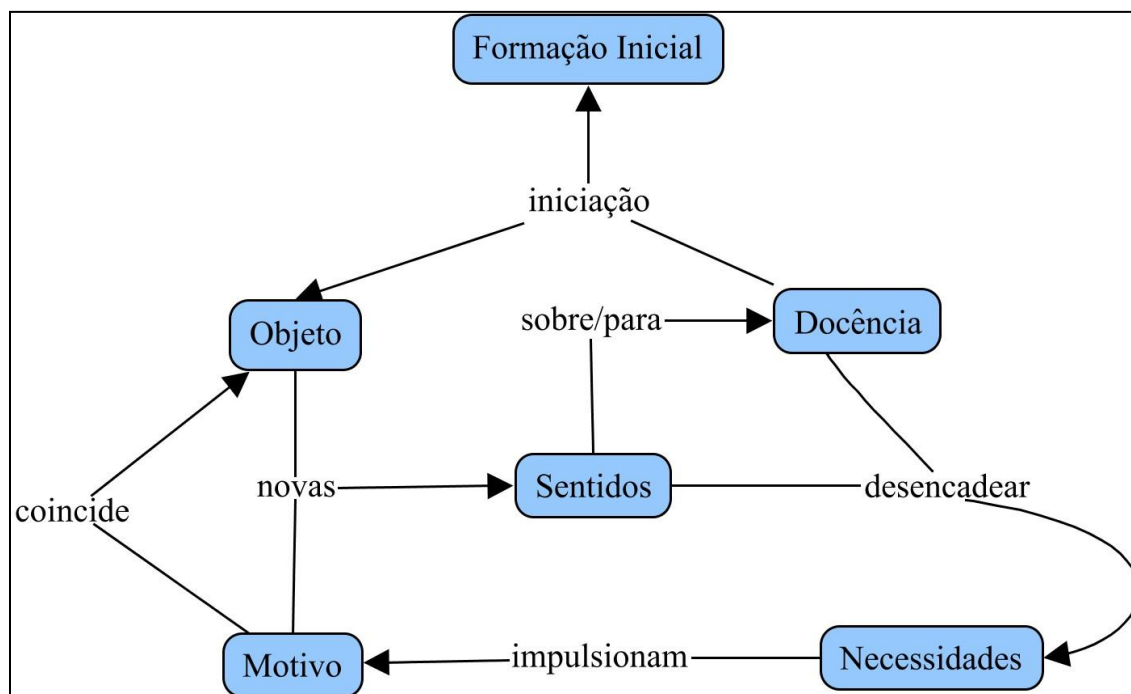 Formação Inicial
iniciação
sobre/para
Docência
Objeto
novas
Sentidos
desencadear
coincide
Motivo
impulsionam
Necessidades